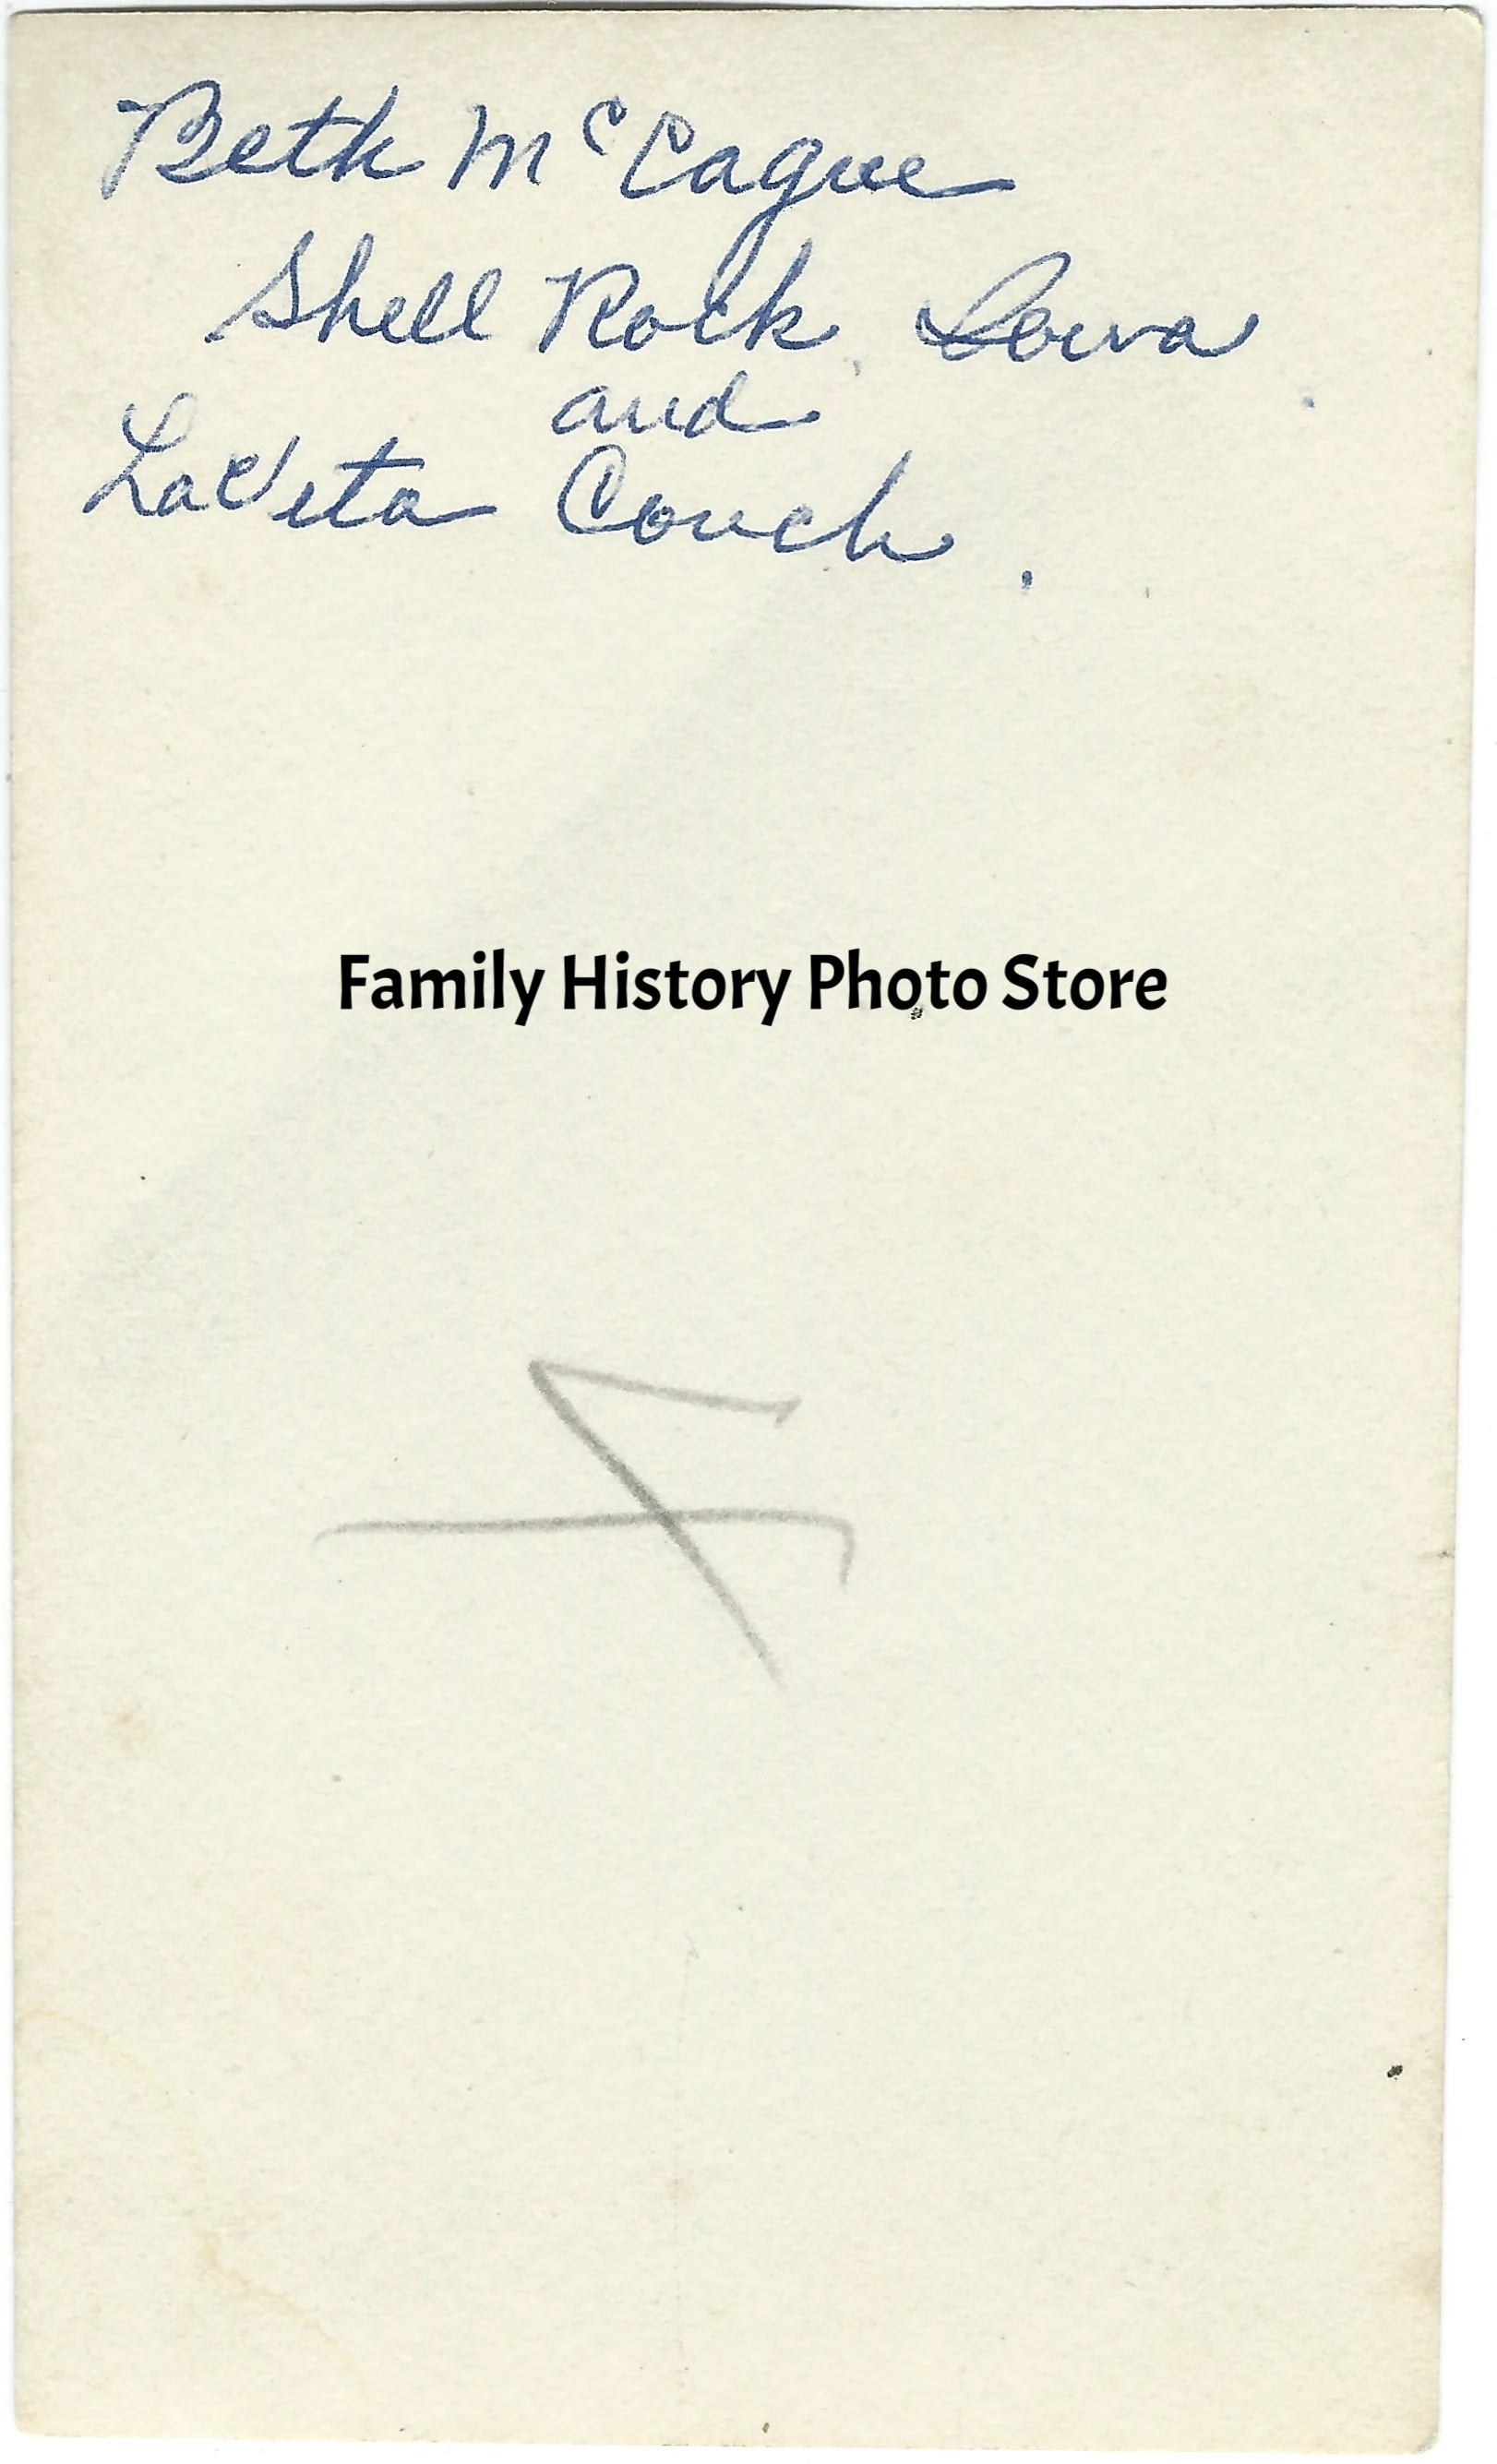 Beth McCague
Shell Rock, Iowa.
and
LaVeta Couch.
Family History Photo Store